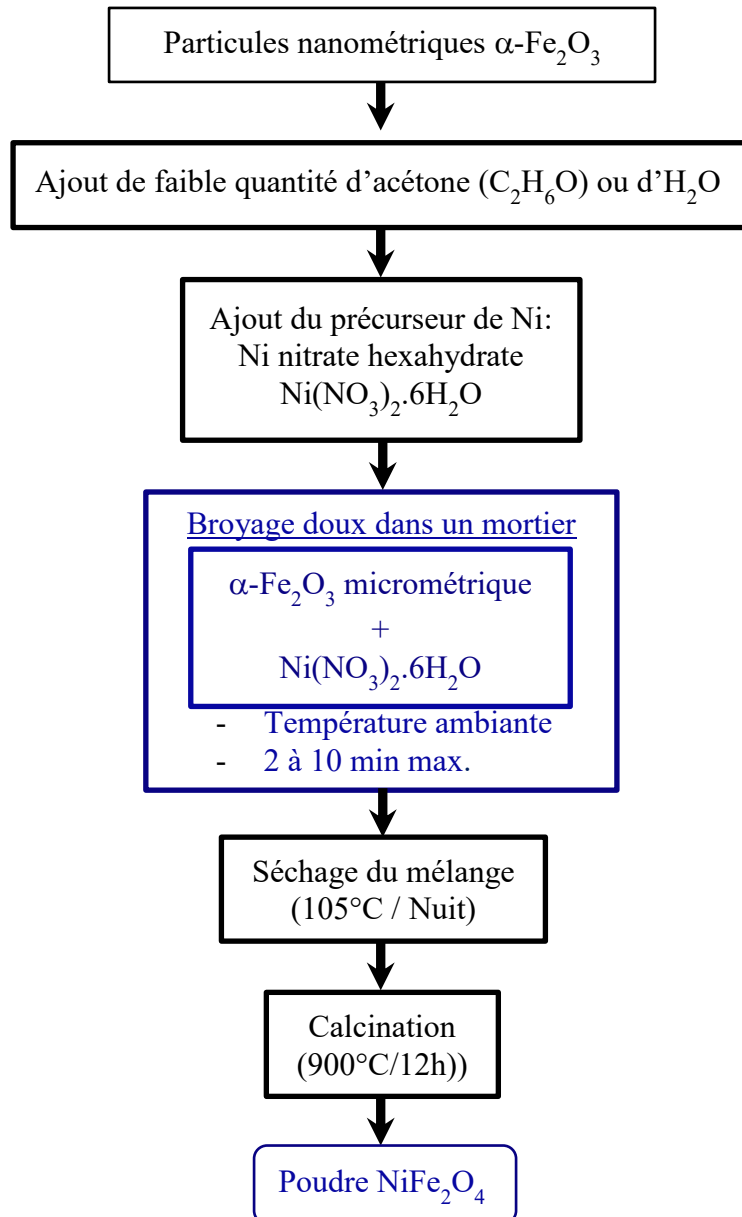 Particules nanométriques α-Fe₂O₃
Ajout de faible quantité d’acétone (C₂H₆O) ou d’H₂O
Ajout du précurseur de Ni:
Ni nitrate hexahydrate
Ni(NO₃)₂.6H₂O
Broyage doux dans un mortier
α-Fe₂O₃ micrométrique
+
Ni(NO₃)₂.6H₂O
- Température ambiante
- 2 à 10 min max.
Séchage du mélange
(105°C / Nuit)
Calcination
(900°C/12h))
Poudre NiFe₂O₄